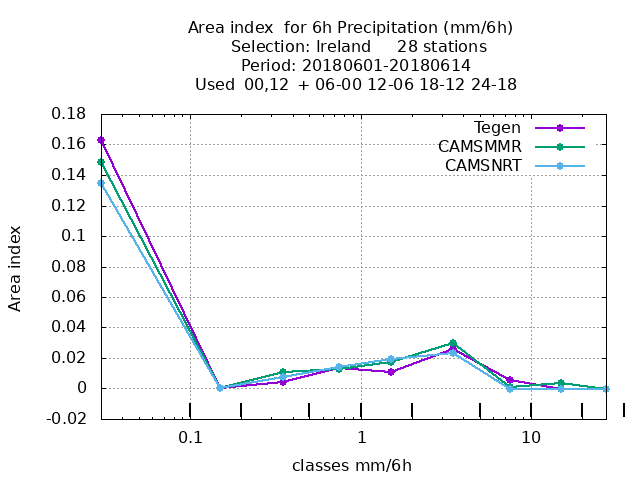 Area index  for 6h Precipitation (mm/6h)
Selection: Ireland     28 stations
Period: 20180601-20180614
Used  00,12  + 06-00 12-06 18-12 24-18
Tegen
CAMSMMR
CAMSNRT
0.18
0.16
0.14
0.12
0.1
0.08
0.06
0.04
0.02
0
-0.02
Area index
0.1 1 10
classes mm/6h